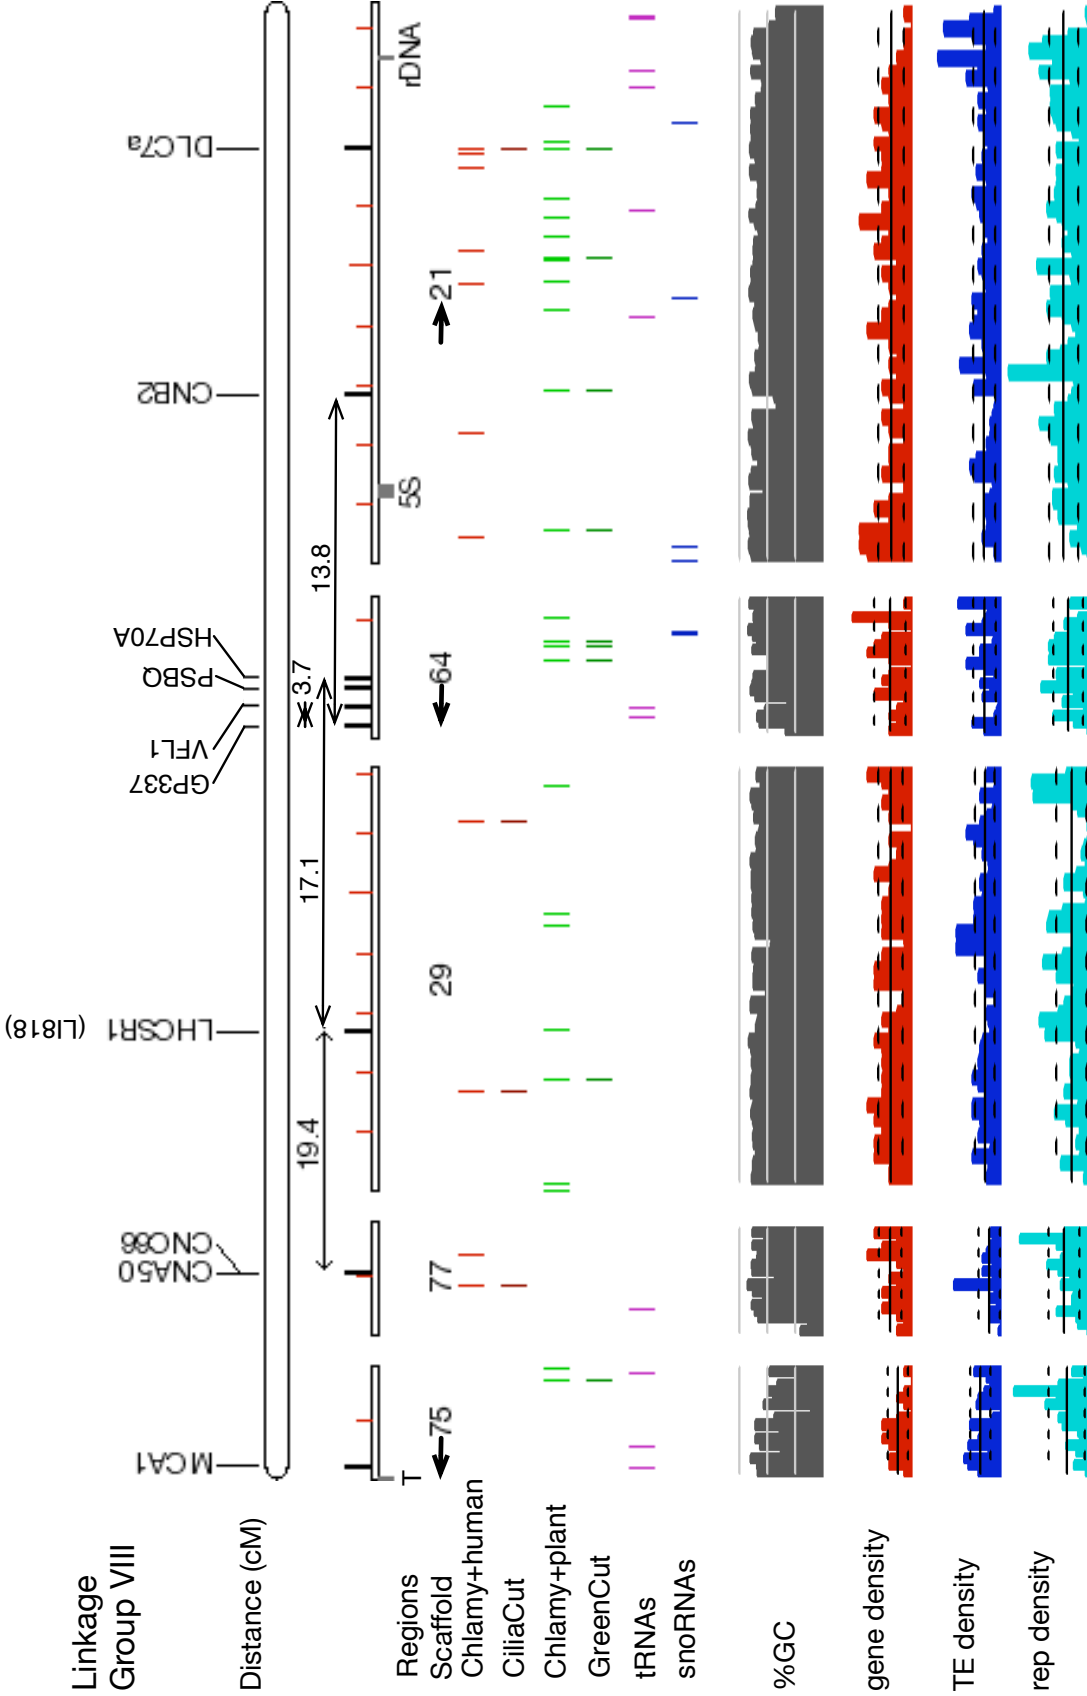 Linkage
Group VIII
MCA1
CNA50
CNC66
LHCSR1
(LI818)
GP337
VFL1
PSBQ
HSP70A
CNB2
DLC7a
Distance (cM)
19.4
17.1
3.7
13.8
Regions
T
5S
rDNA
Scaffold
75
77
29
64
21
Chlamy+human
CiliaCut
Chlamy+plant
GreenCut
tRNAs
snoRNAs
%GC
gene density
TE density
rep density